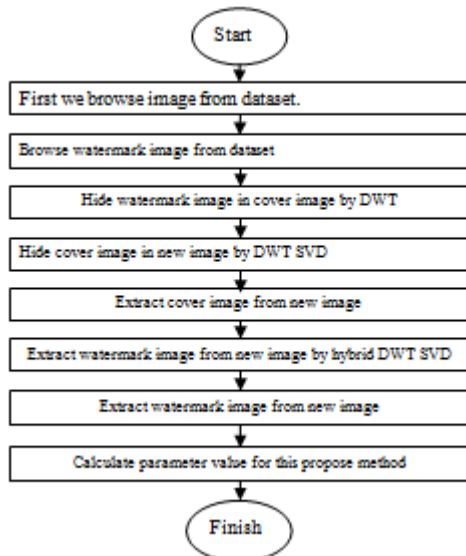 Start
First we browse image from dataset.
Browse watermark image from dataset
Hide watermark image in cover image by DWT
Hide cover image in new image by DWT SVD
Extract cover image from new image
Extract watermark image from new image by hybrid DWT SVD
Extract watermark image from new image
Calculate parameter value for this propose method
Finish